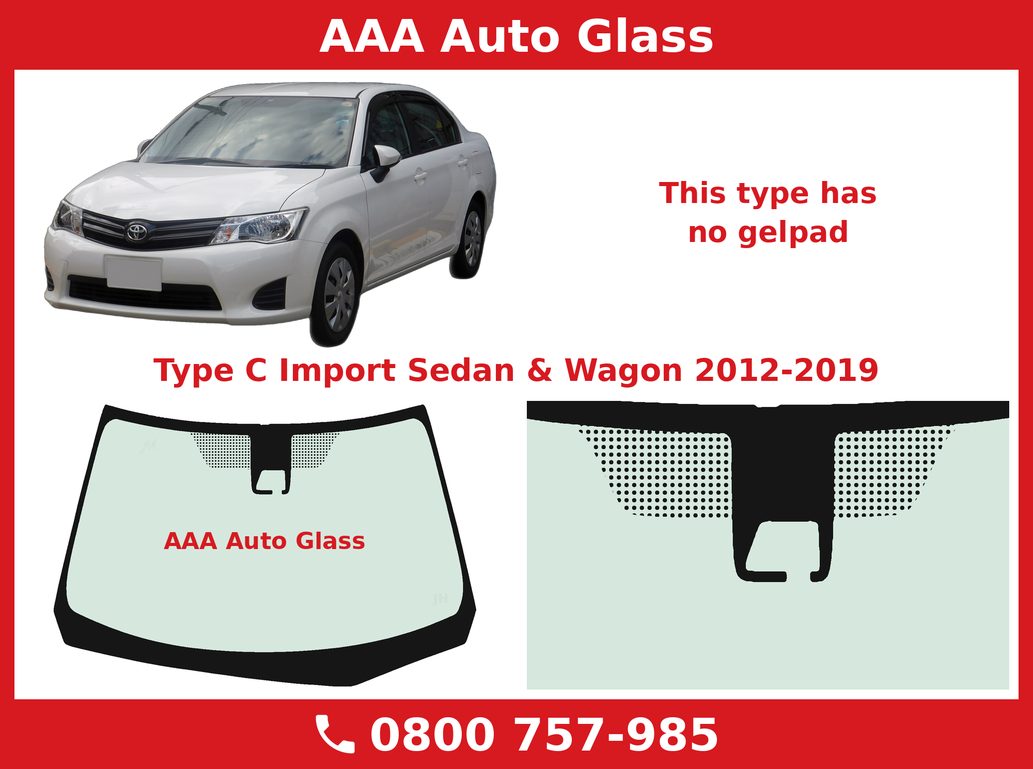 AAA Auto Glass
This type has
no gelpad
Type C Import Sedan & Wagon 2012-2019
AAA Auto Glass
JH
0800 757-985